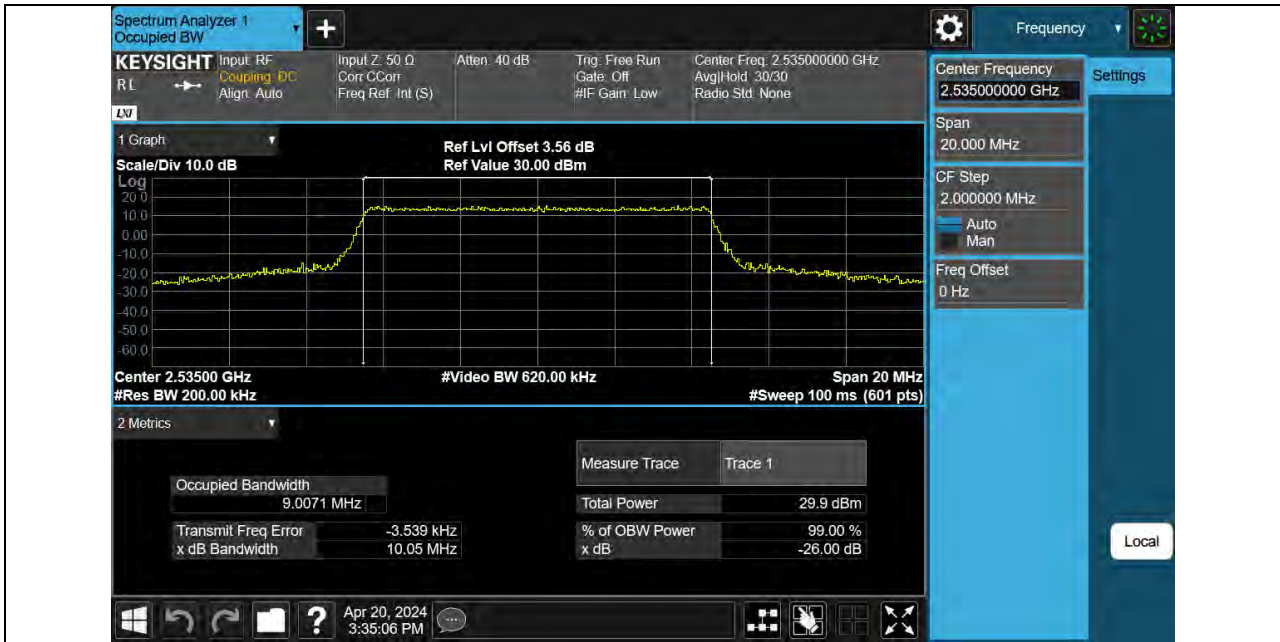 Spectrum Analyzer 1
Occupied BW
+
Frequency
KEYSIGHT
RL
LXI
Input: RF
Coupling: DC
Align: Auto
Input Z: 50 Ω
Corr CCorr
Freq Ref: Int (S)
Atten: 40 dB
Trig: Free Run
Gate: Off
#IF Gain: Low
Center Freq: 2.535000000 GHz
Avg|Hold: 30/30
Radio Std: None
Center Frequency
2.535000000 GHz
Settings
Span
20.000 MHz
CF Step
2.000000 MHz
Auto
Man
Freq Offset
0 Hz
1 Graph
Scale/Div 10.0 dB
Ref Lvl Offset 3.56 dB
Ref Value 30.00 dBm
Log
20.0
10.0
0.00
-10.0
-20.0
-30.0
-40.0
-50.0
-60.0
Center 2.53500 GHz
#Video BW 620.00 kHz
Span 20 MHz
#Res BW 200.00 kHz
#Sweep 100 ms (601 pts)
2 Metrics
Measure Trace Trace 1
Occupied Bandwidth
9.0071 MHz
Total Power 29.9 dBm
Transmit Freq Error -3.539 kHz
% of OBW Power 99.00 %
x dB Bandwidth 10.05 MHz
x dB -26.00 dB
Local
?
Apr 20, 2024
3:35:06 PM